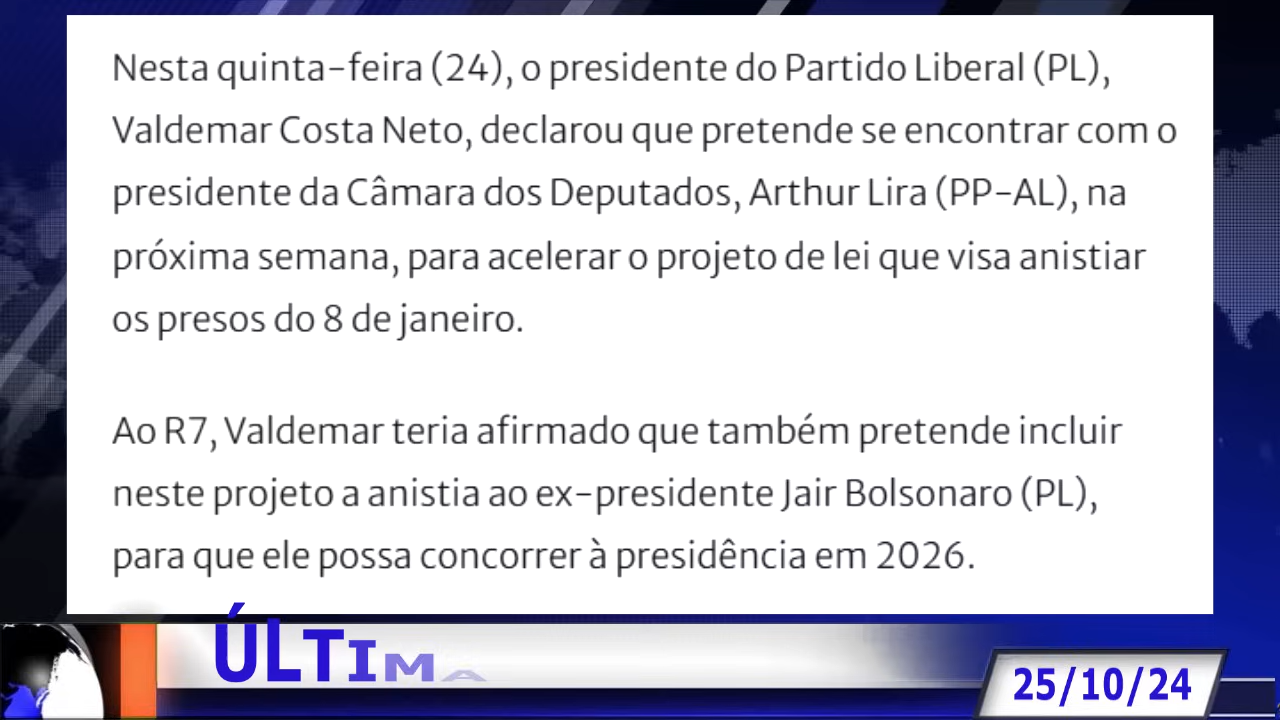 Nesta quinta-feira (24), o presidente do Partido Liberal (PL),
Valdemar Costa Neto, declarou que pretende se encontrar com o
presidente da Câmara dos Deputados, Arthur Lira (PP-AL), na
próxima semana, para acelerar o projeto de lei que visa anistiar
os presos do 8 de janeiro.
Ao R7, Valdemar teria afirmado que também pretende incluir
neste projeto a anistia ao ex-presidente Jair Bolsonaro (PL),
para que ele possa concorrer à presidência em 2026.
ÚLTIMA
25/10/24